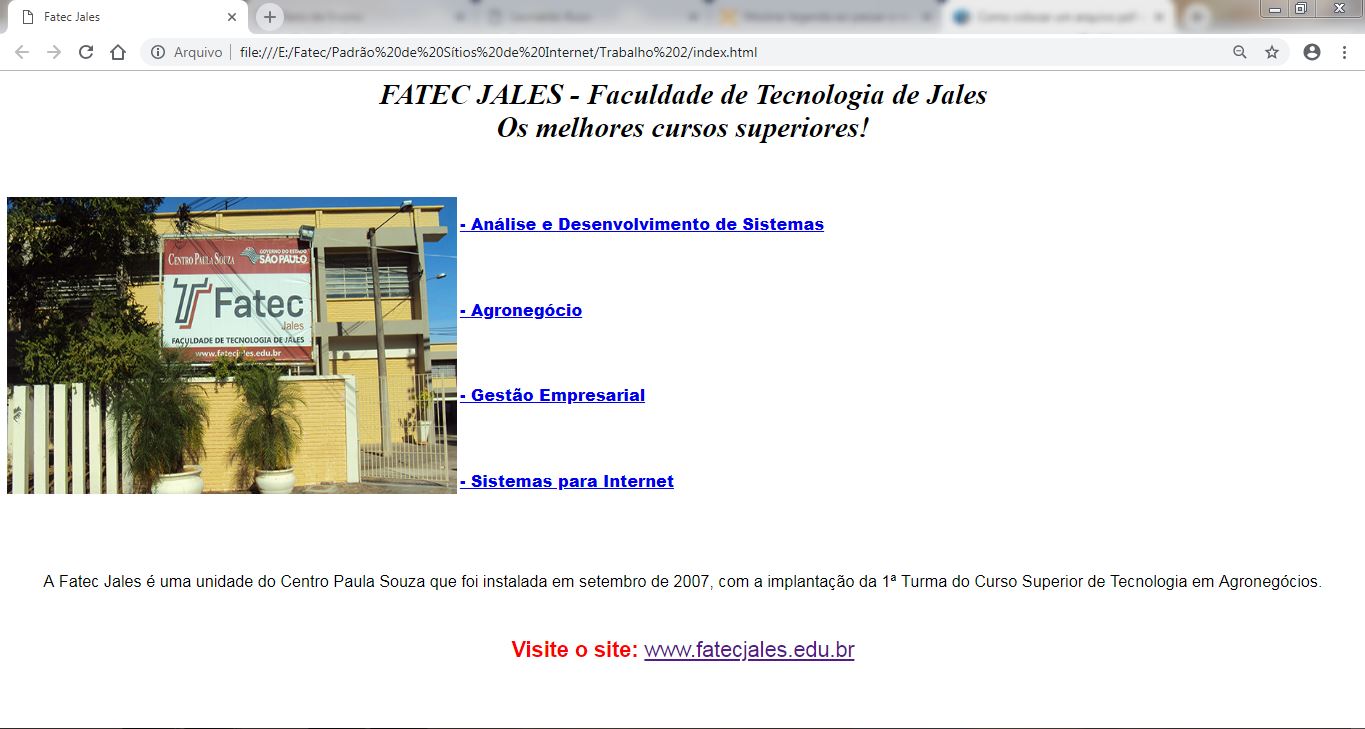 Fatec Jales
Arquivo
file:///E:/Fatec/Padrão%20de%20Sítios%20de%20Internet/Trabalho%202/index.html
FATEC JALES - Faculdade de Tecnologia de Jales
Os melhores cursos superiores!
CENTRO PAULA SOUZA
GOVERNO DO ESTADO
SÃO PAULO
Fatec
Jales
FACULDADE DE TECNOLOGIA DE JALES
www.fatecjales.edu.br
- Análise e Desenvolvimento de Sistemas
- Agronegócio
- Gestão Empresarial
- Sistemas para Internet
A Fatec Jales é uma unidade do Centro Paula Souza que foi instalada em setembro de 2007, com a implantação da 1ª Turma do Curso Superior de Tecnologia em Agronegócios.
Visite o site: www.fatecjales.edu.br